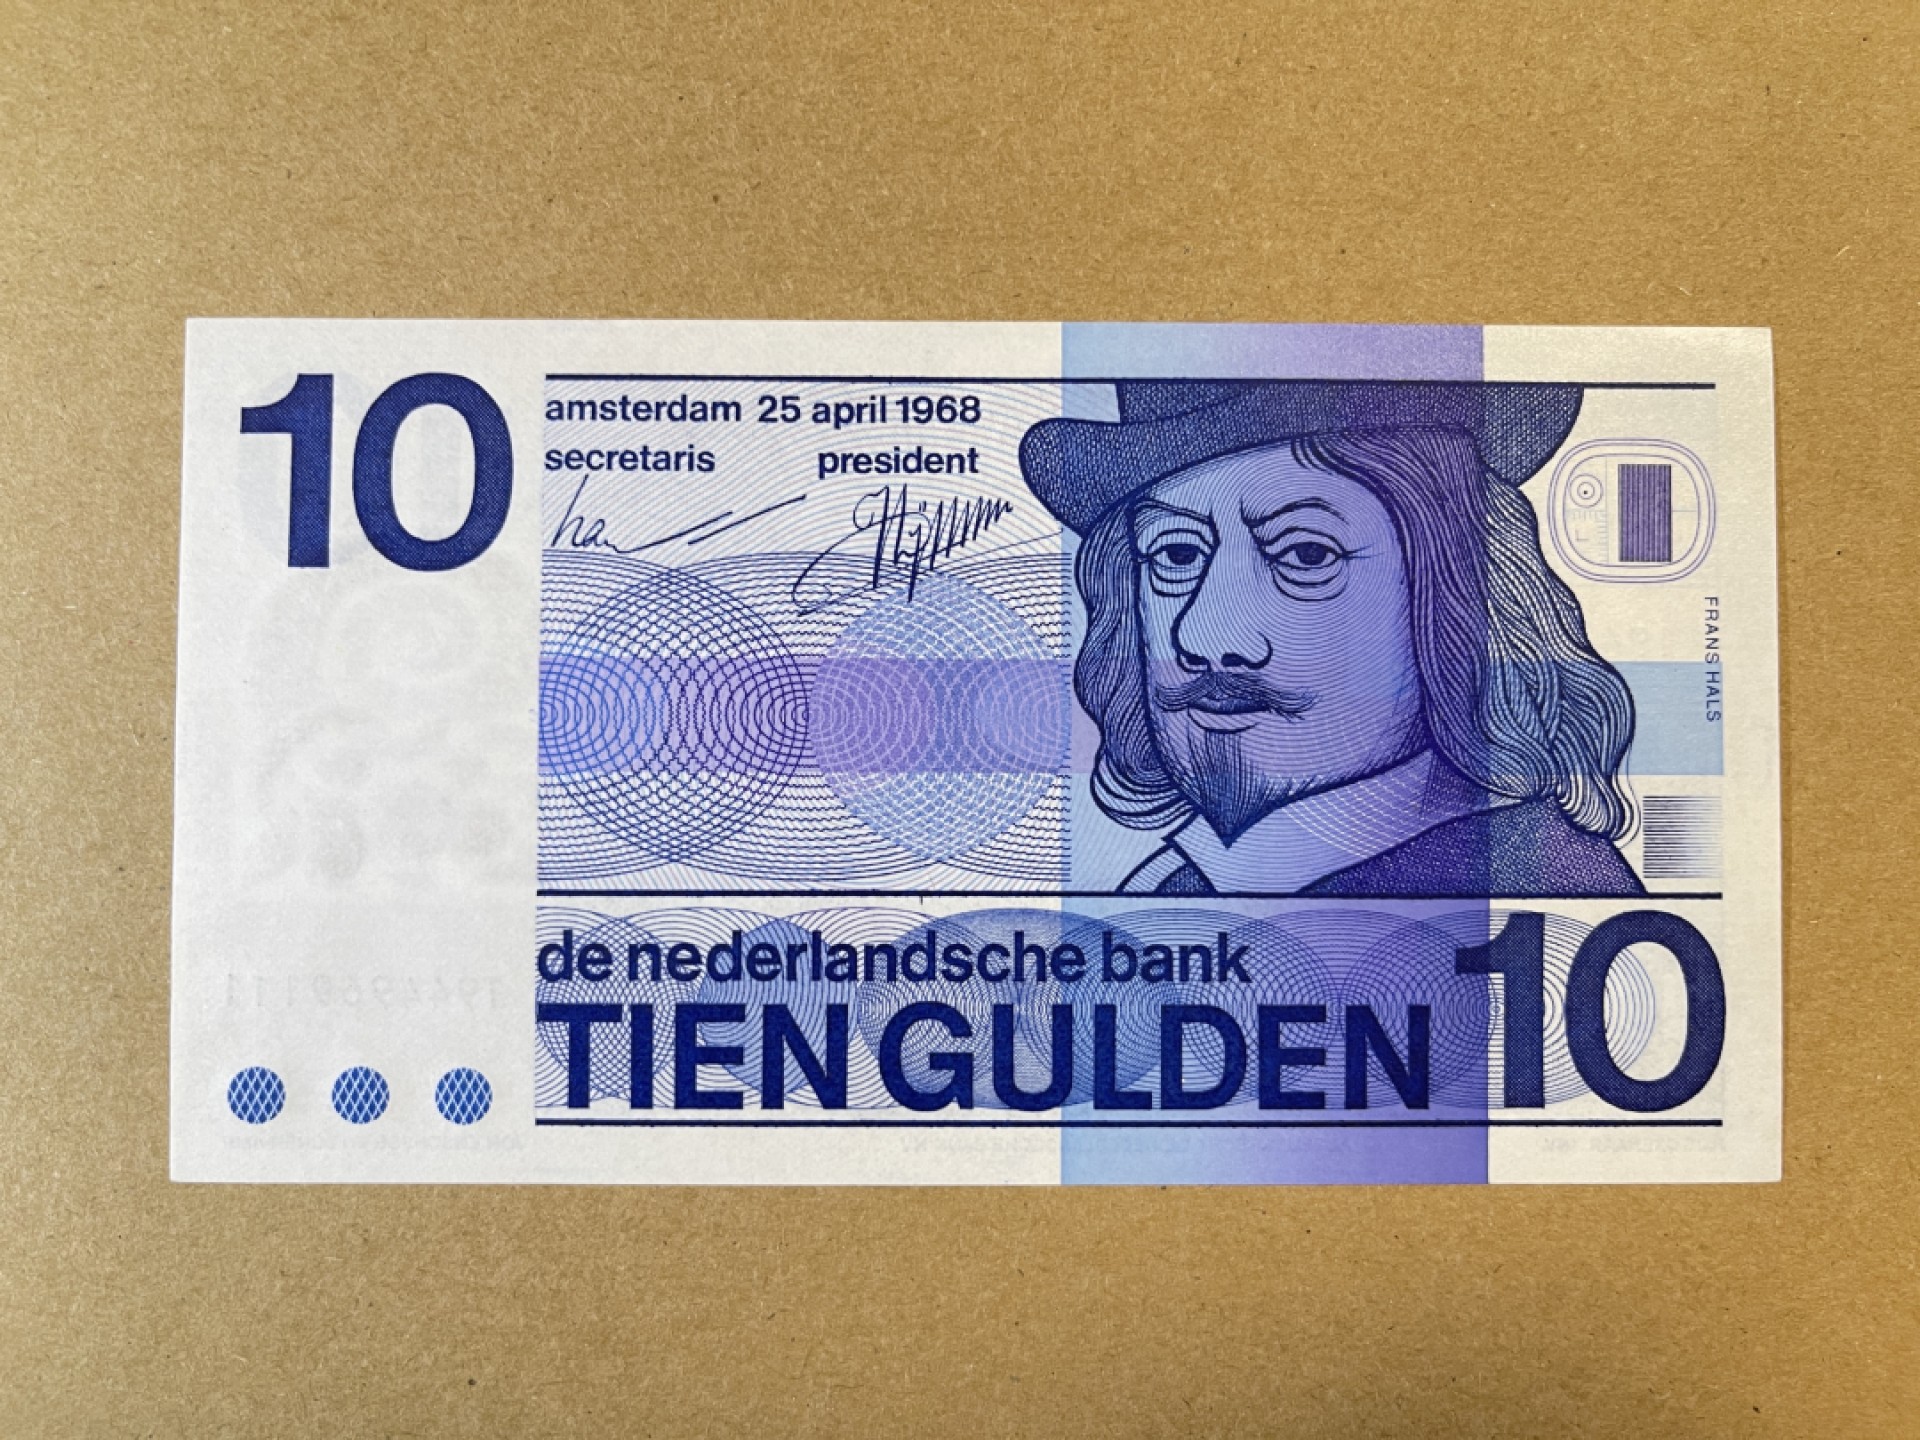 10
amsterdam 25 april 1968
secretaris president
FRANS HALS
de nederlandsche bank
TIEN GULDEN
10